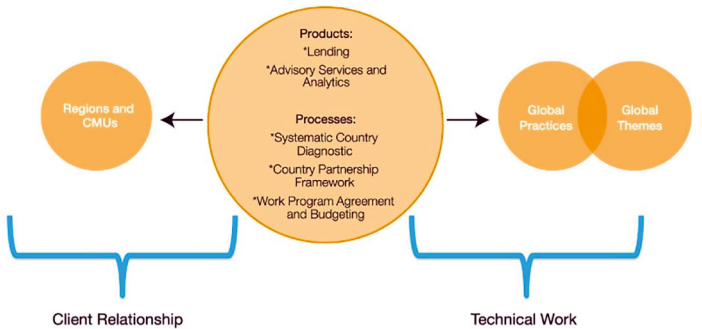 Products:
*Lending
*Advisory Services and
Analytics
Processes:
*Systematic Country
Diagnostic
*Country Partnership
Framework
*Work Program Agreement
and Budgeting
Regions and
CMUs
Global
Practices
Global
Themes
Client Relationship
Technical Work